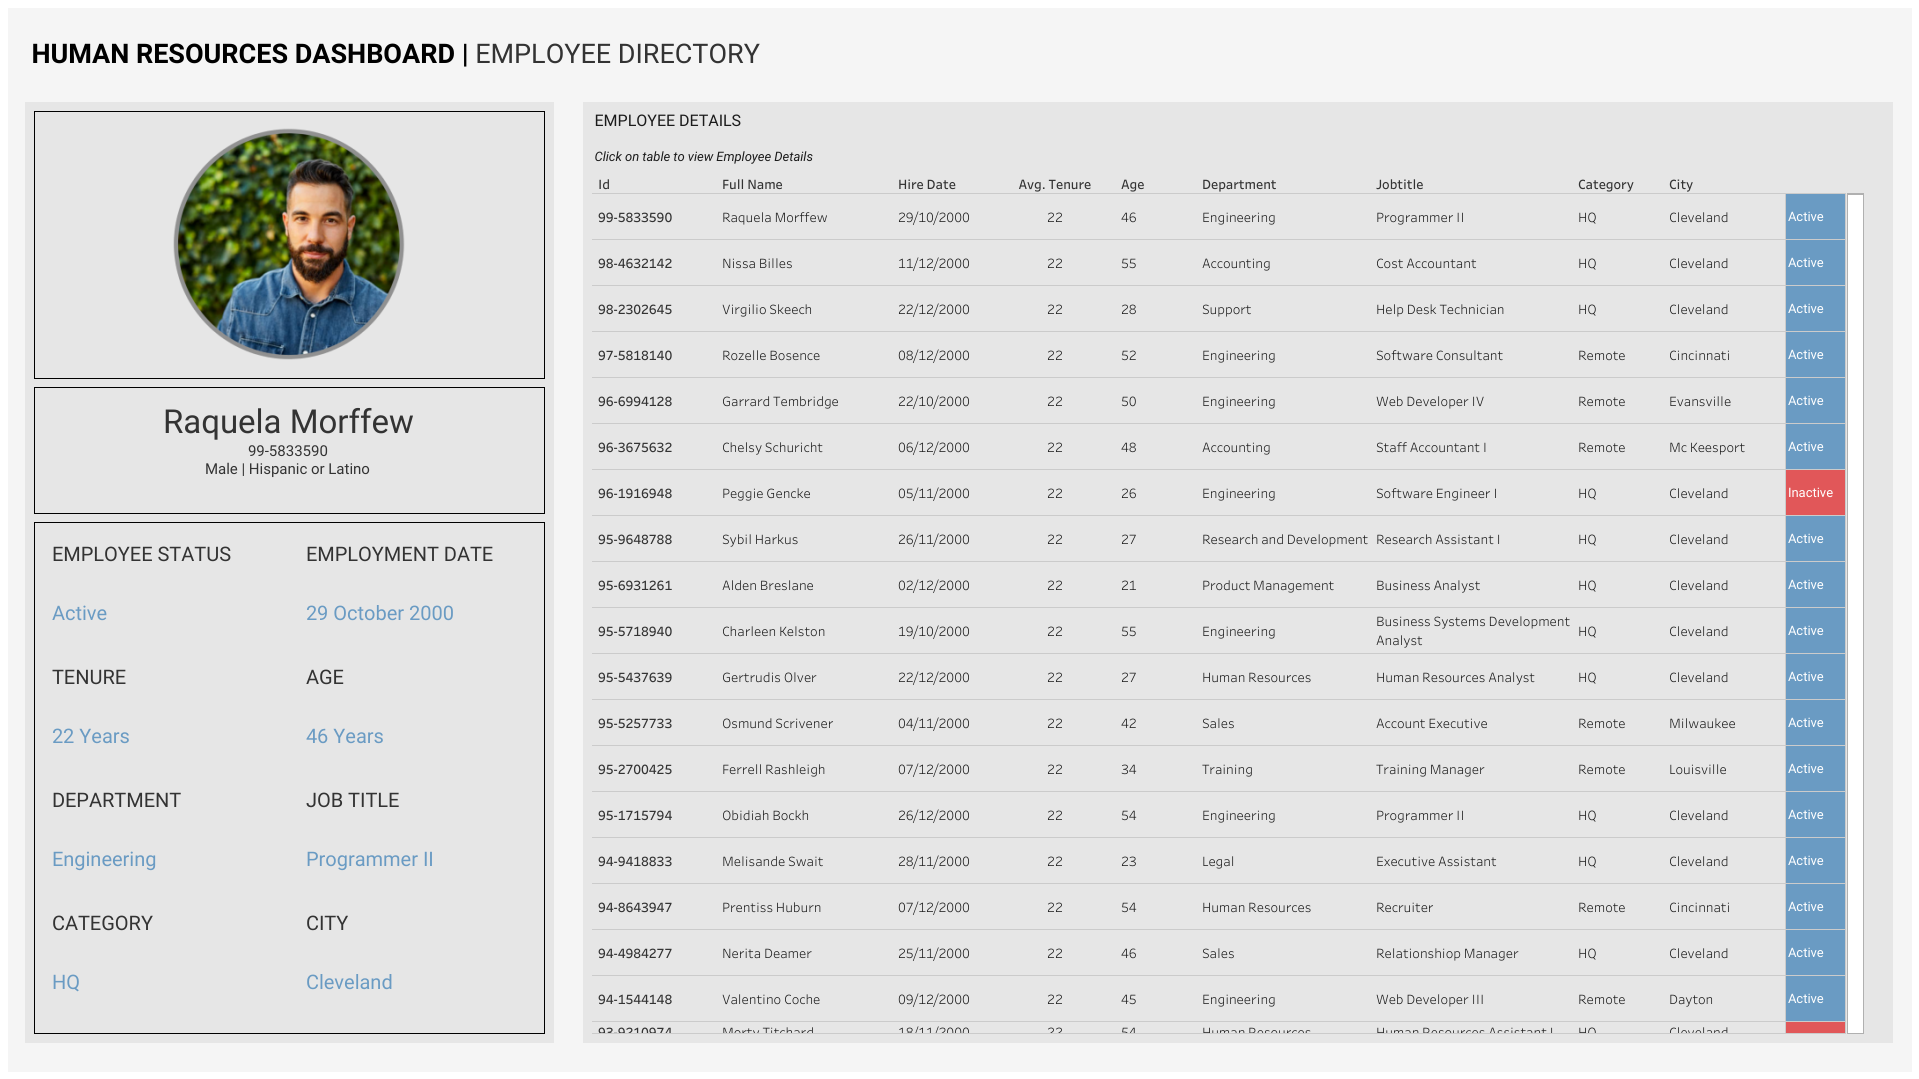 HUMAN RESOURCES DASHBOARD | EMPLOYEE DIRECTORY
Raquela Morffew
99-5833590
Male | Hispanic or Latino
EMPLOYEE STATUS EMPLOYMENT DATE
Active 29 October 2000
TENURE AGE
22 Years 46 Years
DEPARTMENT JOB TITLE
Engineering Programmer II
CATEGORY CITY
HQ Cleveland
EMPLOYEE DETAILS
Click on table to view Employee Details
Id Full Name Hire Date Avg. Tenure Age Department Jobtitle Category City
99-5833590 Raquela Morffew 29/10/2000 22 46 Engineering Programmer II HQ Cleveland Active
98-4632142 Nissa Billes 11/12/2000 22 55 Accounting Cost Accountant HQ Cleveland Active
98-2302645 Virgilio Skeech 22/12/2000 22 28 Support Help Desk Technician HQ Cleveland Active
97-5818140 Rozelle Bosence 08/12/2000 22 52 Engineering Software Consultant Remote Cincinnati Active
96-6994128 Garrard Tembridge 22/10/2000 22 50 Engineering Web Developer IV Remote Evansville Active
96-3675632 Chelsy Schuricht 06/12/2000 22 48 Accounting Staff Accountant I Remote Mc Keesport Active
96-1916948 Peggie Gencke 05/11/2000 22 26 Engineering Software Engineer I HQ Cleveland Inactive
95-9648788 Sybil Harkus 26/11/2000 22 27 Research and Development Research Assistant I HQ Cleveland Active
95-6931261 Alden Breslane 02/12/2000 22 21 Product Management Business Analyst HQ Cleveland Active
95-5718940 Charleen Kelston 19/10/2000 22 55 Engineering Business Systems Development Analyst HQ Cleveland Active
95-5437639 Gertrudis Olver 22/12/2000 22 27 Human Resources Human Resources Analyst HQ Cleveland Active
95-5257733 Osmund Scrivener 04/11/2000 22 42 Sales Account Executive Remote Milwaukee Active
95-2700425 Ferrell Rashleigh 07/12/2000 22 34 Training Training Manager Remote Louisville Active
95-1715794 Obidiah Bockh 26/12/2000 22 54 Engineering Programmer II HQ Cleveland Active
94-9418833 Melisande Swait 28/11/2000 22 23 Legal Executive Assistant HQ Cleveland Active
94-8643947 Prentiss Huburn 07/12/2000 22 54 Human Resources Recruiter Remote Cincinnati Active
94-4984277 Nerita Deamer 25/11/2000 22 46 Sales Relationshiop Manager HQ Cleveland Active
94-1544148 Valentino Coche 09/12/2000 22 45 Engineering Web Developer III Remote Dayton Active
18/11/2000 22 54 Human Resources Human Resources Assistant I HQ Cleveland